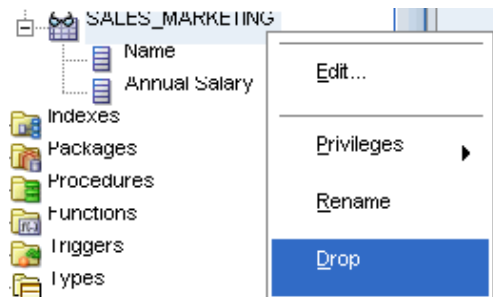 SALES_MARKETING
Name
Annual Salary
Indexes
Packages
Procedures
Functions
Triggers
Types
Edit...
Privileges
Rename
Drop